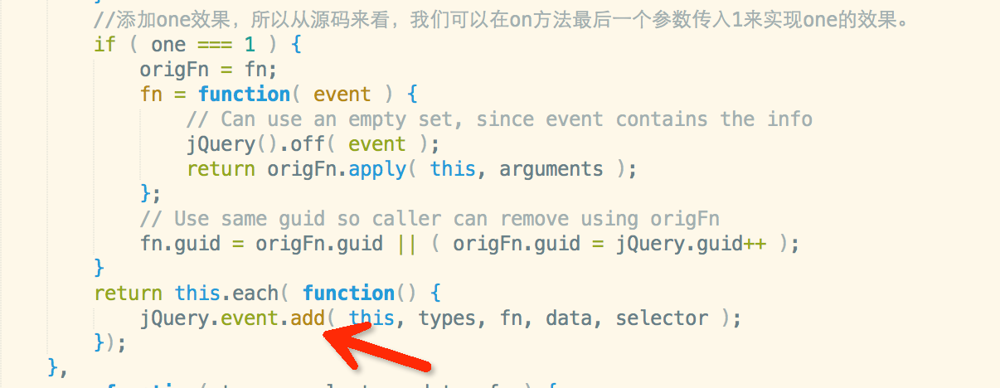 }
//添加one效果，所以从源码来看，我们可以在on方法最后一个参数传入1来实现one的效果。
if ( one === 1 ) {
origFn = fn;
fn = function( event ) {
// Can use an empty set, since event contains the info
jQuery().off( event );
return origFn.apply( this, arguments );
};
// Use same guid so caller can remove using origFn
fn.guid = origFn.guid || ( origFn.guid = jQuery.guid++ );
}
return this.each( function() {
jQuery.event.add( this, types, fn, data, selector );
});
},